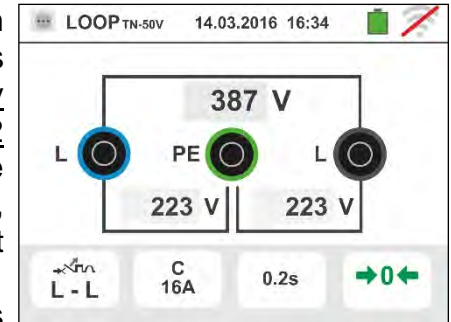 LOOP TN-50V 14.03.2016 16:34
387 V
L PE L
223 V 223 V
L - L
C
16A
0.2s
→0←